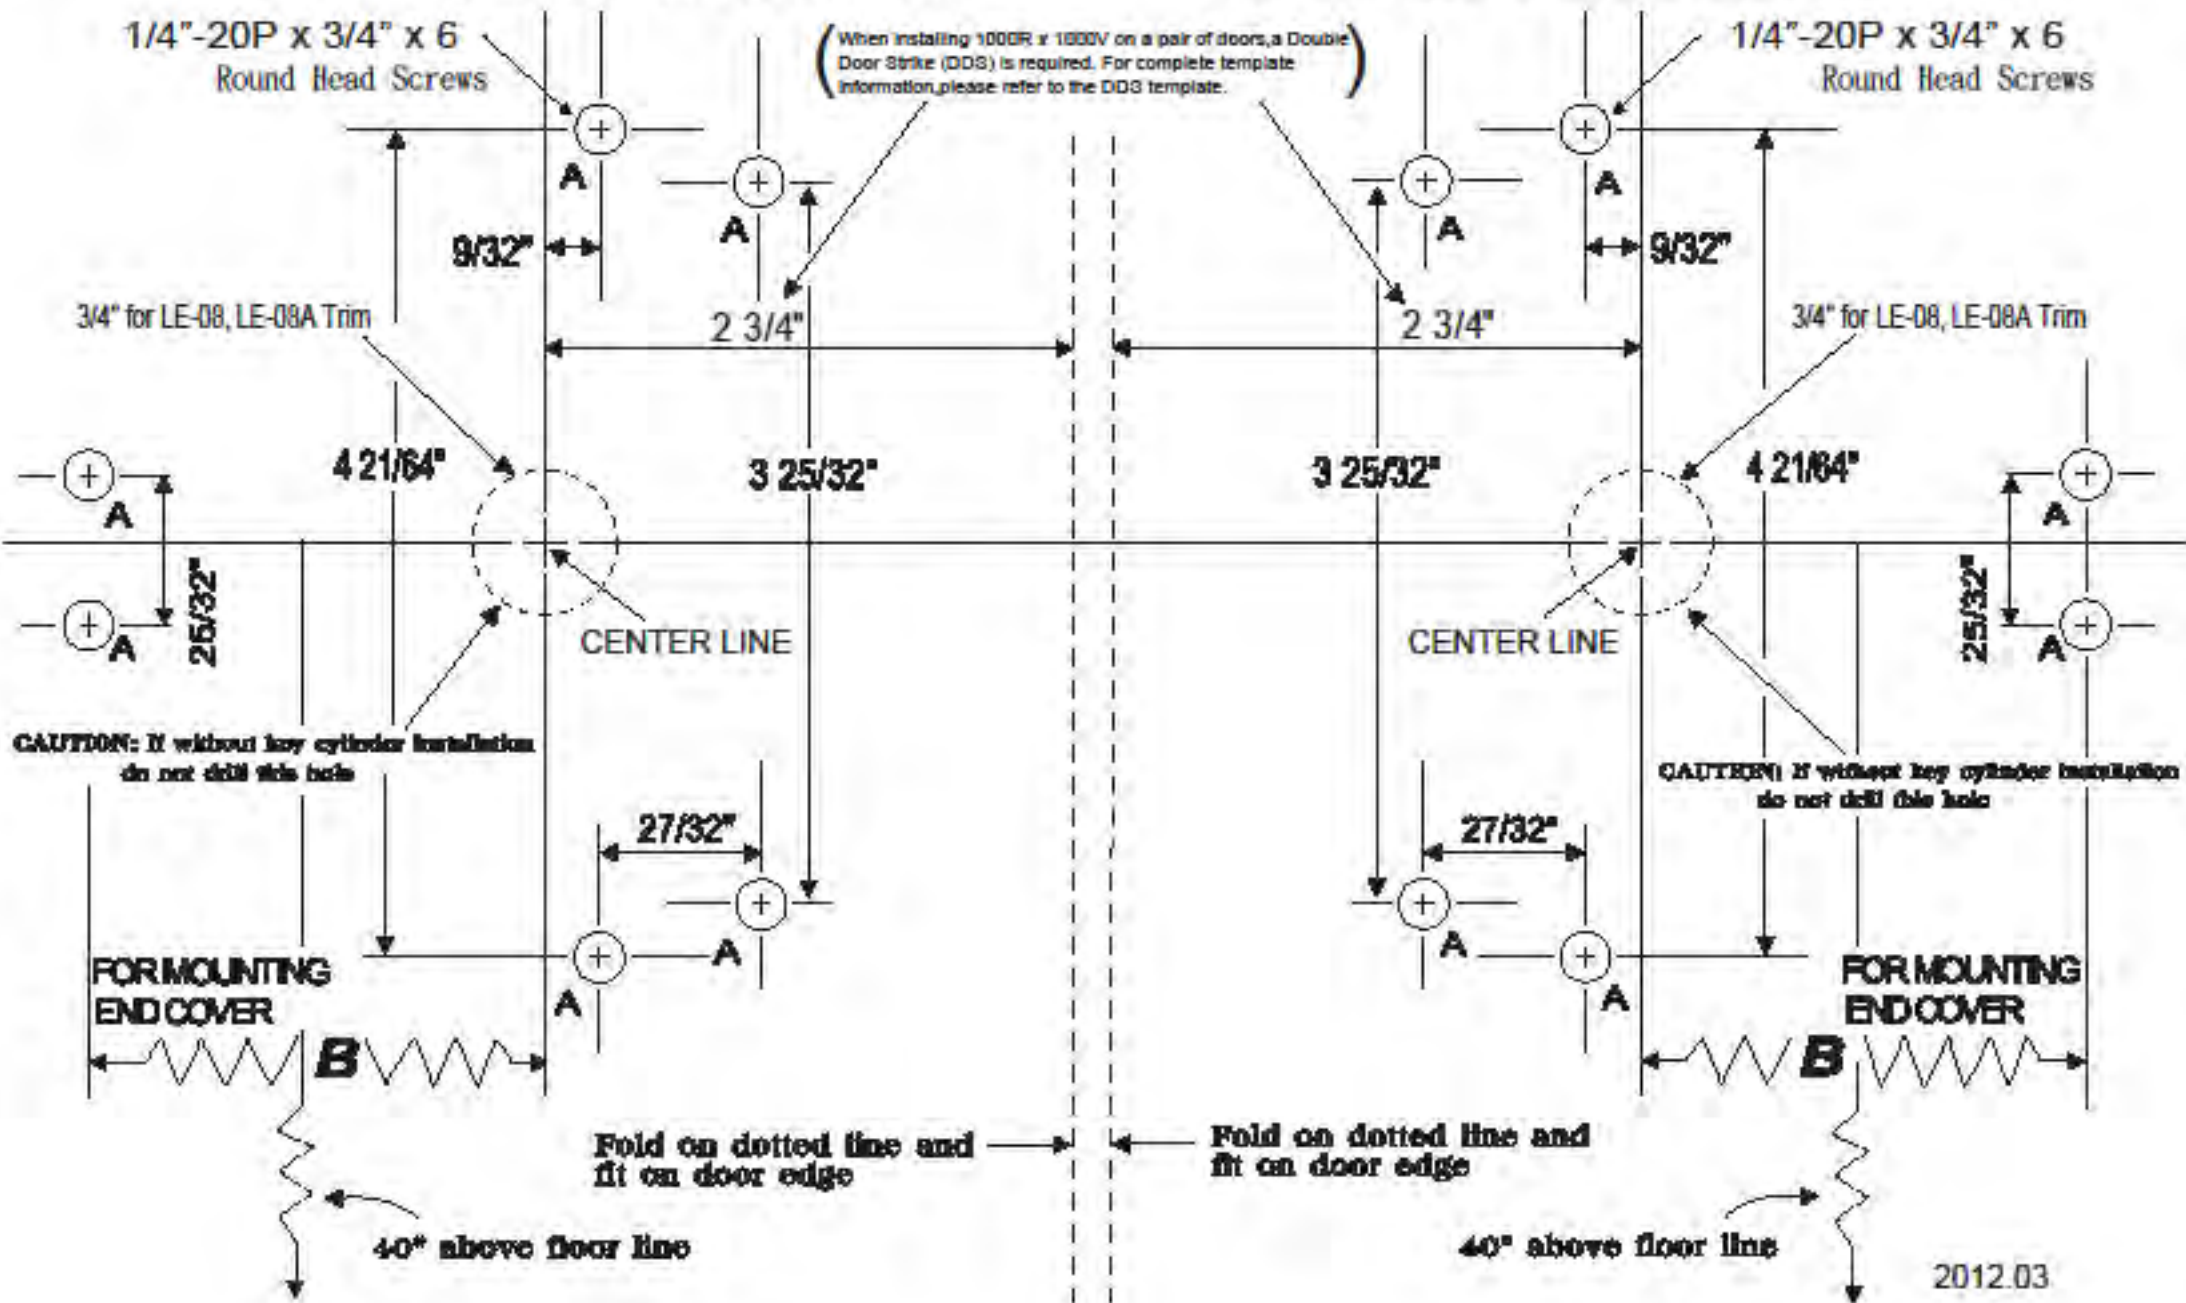 1/4"-20P x 3/4" x 6
Round Head Screws
(When installing 1000R x 1000V on a pair of doors,a Double
Door Strike (DDS) is required. For complete template
information,please refer to the DDS template.)
1/4"-20P x 3/4" x 6
Round Head Screws
A
A
A
A
9/32"
9/32"
3/4" for LE-08, LE-08A Trim
2 3/4"
2 3/4"
3/4" for LE-08, LE-08A Trim
4 21/64"
3 25/32"
3 25/32"
4 21/64"
A
A
25/32"
25/32"
A
A
CENTER LINE
CENTER LINE
CAUTION: If without key cylinder installation
do not drill this hole
CAUTION: If without key cylinder installation
do not drill this hole
27/32"
27/32"
A
A
A
A
FOR MOUNTING
END COVER
FOR MOUNTING
END COVER
B
B
Fold on dotted line and
fit on door edge
Fold on dotted line and
fit on door edge
40" above floor line
40" above floor line
2012.03